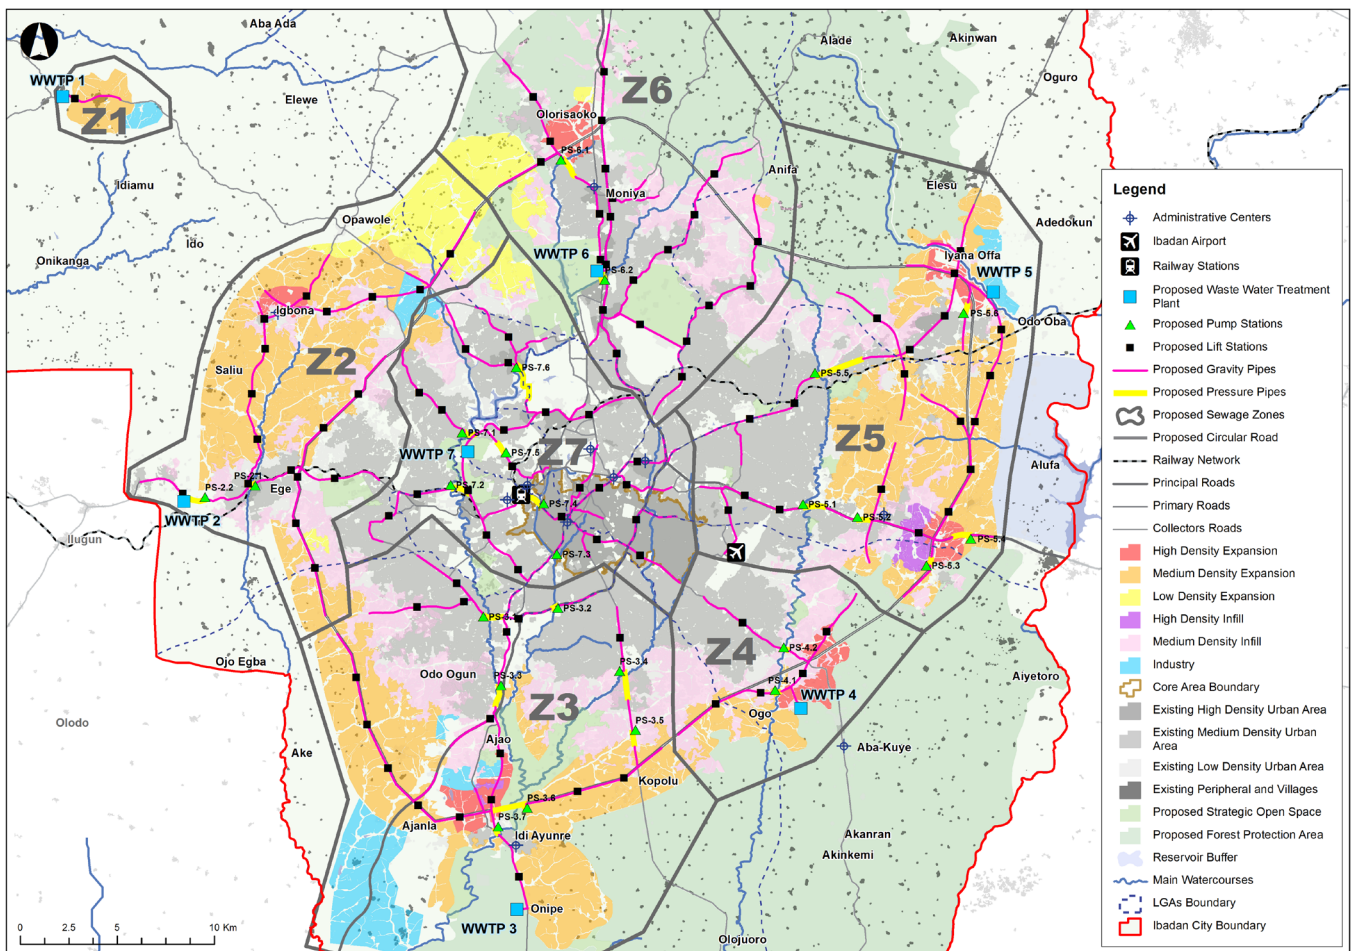 Aba Ada
Alade
Akinwan
Oguro
WWTP 1
Z1
Elewe
Z6
Olorisaoko
PS-6.1
Anifa
Elesu
Idiamu
Moniya
Adedokun
Opawole
Ido
Onikanga
WWTP 6
PS-6.2
Iyana Offa
WWTP 5
Igbona
PS-5.6
Odo Oba
Z2
Saliu
PS-7.6
PS-5.5
PS-7.1
Z7
Z5
WWTP 7
PS-7.5
Alufa
PS-2.1
PS-2.2
Ege
PS-7.2
PS-7.4
PS-5.1
PS-5.2
WWTP 2
Ilugun
PS-5.4
PS-7.3
PS-5.3
PS-3.1
PS-3.2
Z4
PS-4.2
Ojo Egba
Odo Ogun
PS-3.3
PS-3.4
PS-4.1
WWTP 4
Aiyetoro
Z3
Ogo
Olodo
PS-3.5
Ake
Ajao
Aba-Kuye
Kopolu
PS-3.6
Ajanla
PS-3.7
Idi Ayunre
Akanran
Akinkemi
Onipe
WWTP 3
Olojuoro
0 2.5 5 10 Km
Legend
Administrative Centers
Ibadan Airport
Railway Stations
Proposed Waste Water Treatment
Plant
Proposed Pump Stations
Proposed Lift Stations
Proposed Gravity Pipes
Proposed Pressure Pipes
Proposed Sewage Zones
Proposed Circular Road
Railway Network
Principal Roads
Primary Roads
Collectors Roads
High Density Expansion
Medium Density Expansion
Low Density Expansion
High Density Infill
Medium Density Infill
Industry
Core Area Boundary
Existing High Density Urban Area
Existing Medium Density Urban
Area
Existing Low Density Urban Area
Existing Peripheral and Villages
Proposed Strategic Open Space
Proposed Forest Protection Area
Reservoir Buffer
Main Watercourses
LGAs Boundary
Ibadan City Boundary